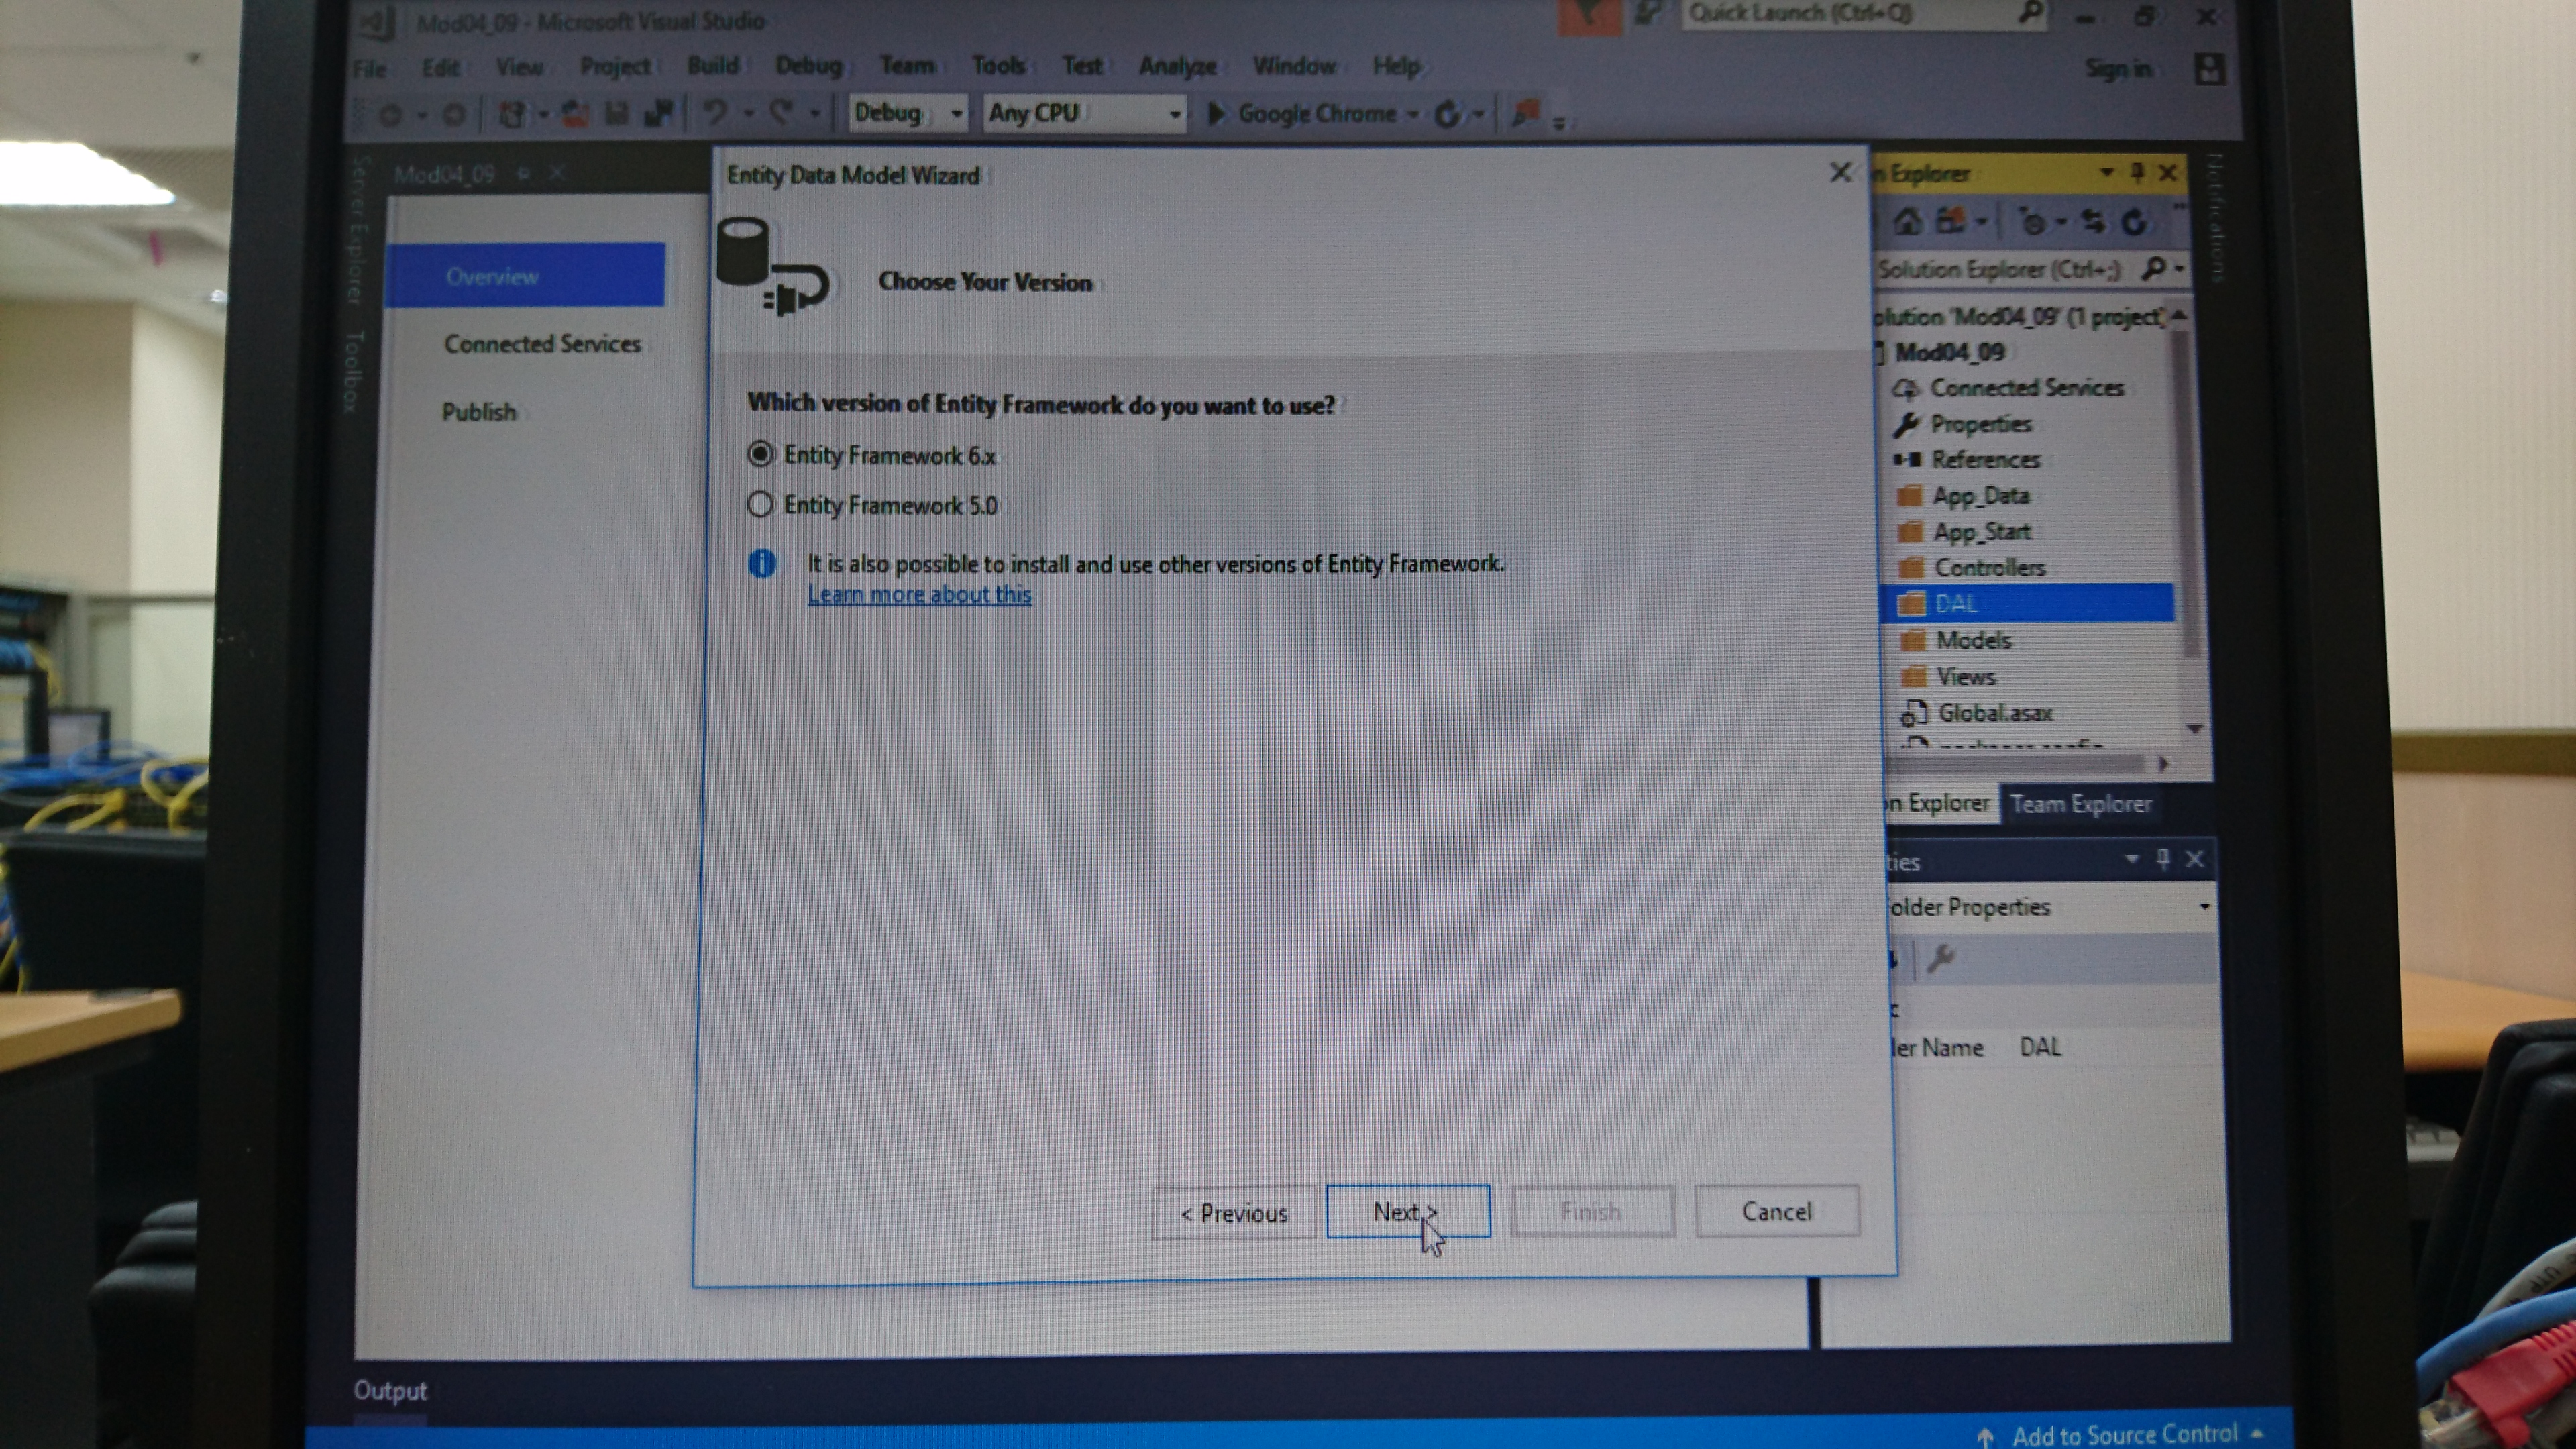 Mod04_09 - Microsoft Visual Studio
Quick Launch (Ctrl+Q)
File Edit View Project Build Debug Team Tools Test Analyze Window Help
Sign in
Debug Any CPU Google Chrome
Server Explorer
Toolbox
Mod04_09
Overview
Connected Services
Publish
Entity Data Model Wizard
Choose Your Version
Which version of Entity Framework do you want to use?
Entity Framework 6.x
Entity Framework 5.0
It is also possible to install and use other versions of Entity Framework.
Learn more about this
< Previous
Next >
Finish
Cancel
n Explorer
Solution Explorer (Ctrl+;)
olution 'Mod04_09' (1 project)
Mod04_09
Connected Services
Properties
References
App_Data
App_Start
Controllers
DAL
Models
Views
Global.asax
n Explorer Team Explorer
ties
older Properties
c
ler Name DAL
Notifications
Output
Add to Source Control